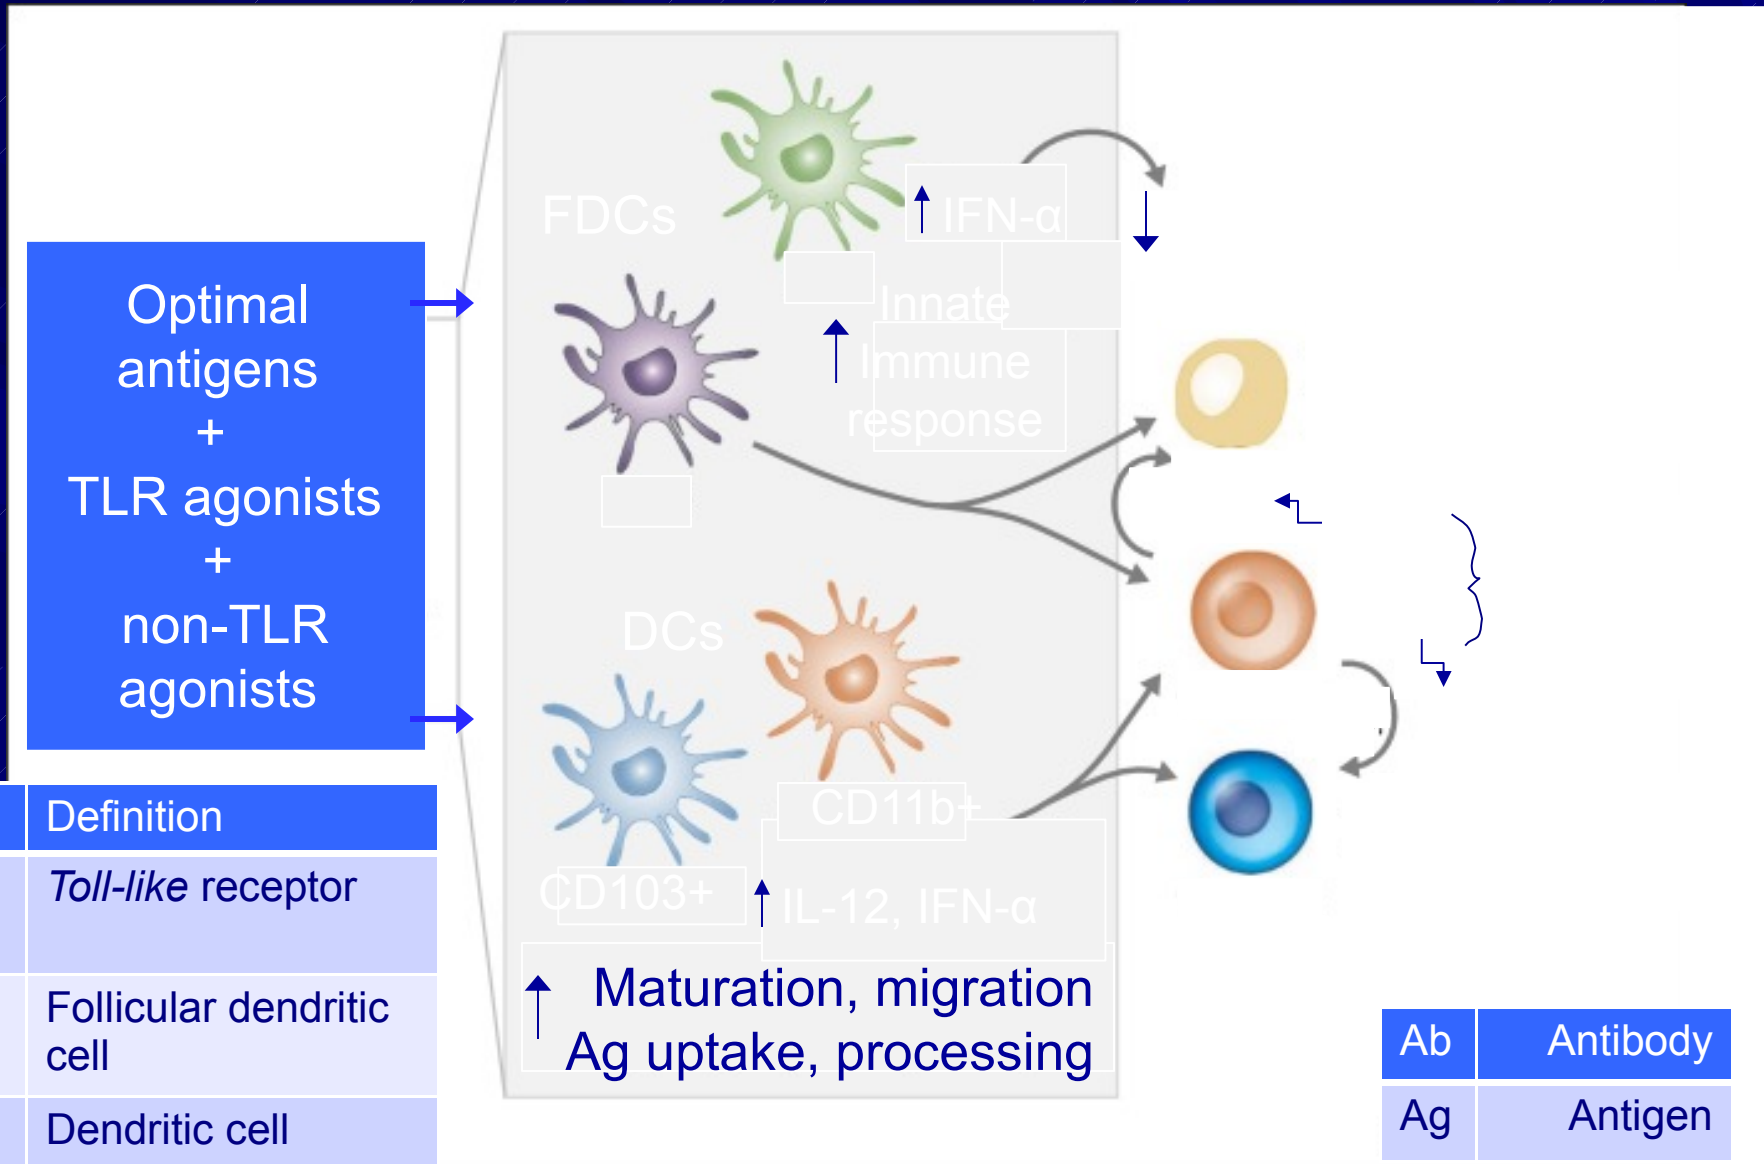 FDCs
IFN-α
Innate
Immune
response
Optimal
antigens
+
TLR agonists
+
non-TLR
agonists
DCs
CD11b+
CD103+
IL-12, IFN-α
Maturation, migration
Ag uptake, processing
Definition
Toll-like receptor
Follicular dendritic
cell
Dendritic cell
Ab Antibody
Ag Antigen